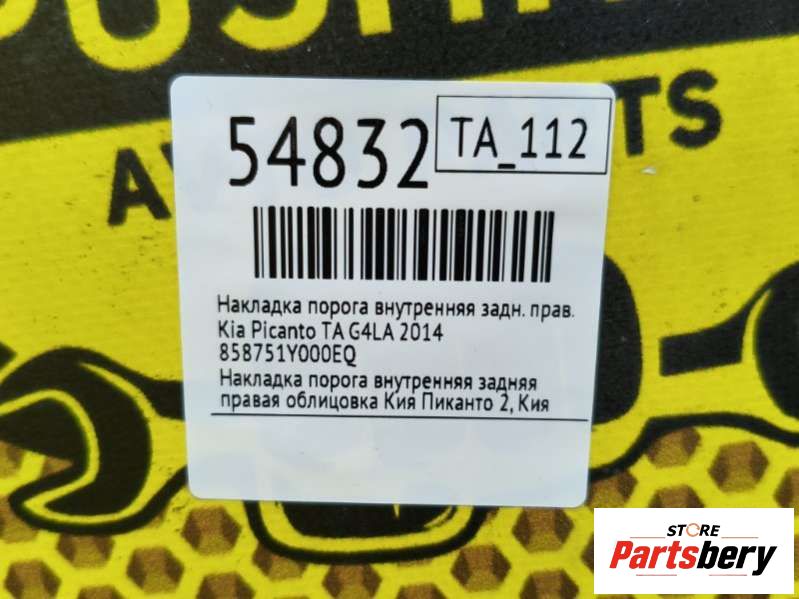 54832
TA_112
Накладка порога внутренняя задн. прав.
Kia Picanto TA G4LA 2014
858751Y000EQ
Накладка порога внутренняя задняя
правая облицовка Кия Пиканто 2, Кия
STORE
Partsbery